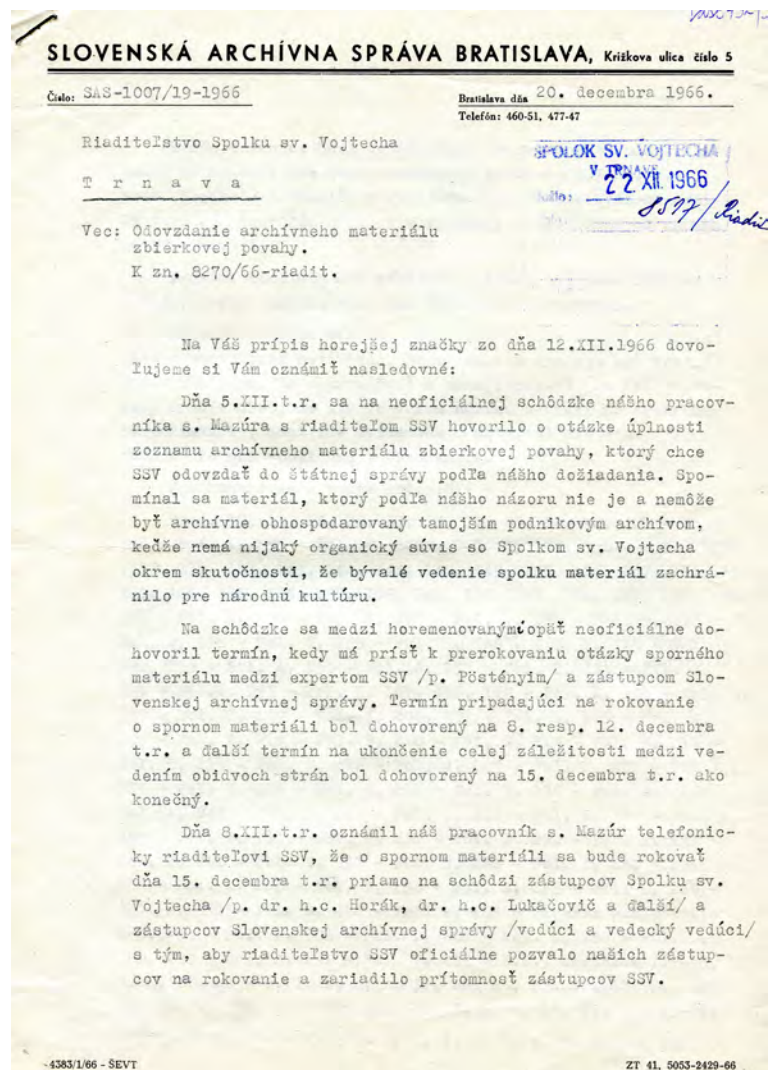 SLOVENSKÁ ARCHÍVNA SPRÁVA BRATISLAVA, Križkova ulica číslo 5
Číslo: SAS-1007/19-1966
Bratislava dňa 20. decembra 1966.
Telefón: 460-51, 477-47
Riaditeľstvo Spolku sv. Vojtecha
SPOLOK SV. VOJTECHA
V TRNAVE
T r n a v a
22 XII. 1966
Číslo:
8517/Riadit
Vec: Odovzdanie archívneho materiálu
zbierkovej povahy.
K zn. 8270/66-riadit.
Na Váš prípis horejšej značky zo dňa 12.XII.1966 dovo-
ľujeme si Vám oznámiť nasledovné:
Dňa 5.XII.t.r. sa na neoficiálnej schôdzke nášho pracov-
níka s. Mazúra s riaditeľom SSV hovorilo o otázke úplnosti
zoznamu archívneho materiálu zbierkovej povahy, ktorý chce
SSV odovzdať do štátnej správy podľa nášho dožiadania. Spo-
mínal sa materiál, ktorý podľa nášho názoru nie je a nemôže
byť archívne obhospodarovaný tamojším podnikovým archívom,
keďže nemá nijaký organický súvis so Spolkom sv. Vojtecha
okrem skutočnosti, že bývalé vedenie spolku materiál zachrá-
nilo pre národnú kultúru.
Na schôdzke sa medzi horemenovanými opäť neoficiálne do-
hovoril termín, kedy má prísť k prerokovaniu otázky sporného
materiálu medzi expertom SSV /p. Pöstényim/ a zástupcom Slo-
venskej archívnej správy. Termín pripadajúci na rokovanie
o spornom materiáli bol dohovorený na 8. resp. 12. decembra
t.r. a ďalší termín na ukončenie celej záležitosti medzi ve-
dením obidvoch strán bol dohovorený na 15. decembra t.r. ako
konečný.
Dňa 8.XII.t.r. oznámil náš pracovník s. Mazúr telefonic-
ky riaditeľovi SSV, že o spornom materiáli sa bude rokovať
dňa 15. decembra t.r. priamo na schôdzi zástupcov Spolku sv.
Vojtecha /p. dr. h.c. Horák, dr. h.c. Lukačovič a ďalší/ a
zástupcov Slovenskej archívnej správy /vedúci a vedecký vedúci/
s tým, aby riaditeľstvo SSV oficiálne pozvalo našich zástup-
cov na rokovanie a zariadilo prítomnosť zástupcov SSV.
-4383/1/66 - ŠEVT
ZT 41, 5053-2429-66